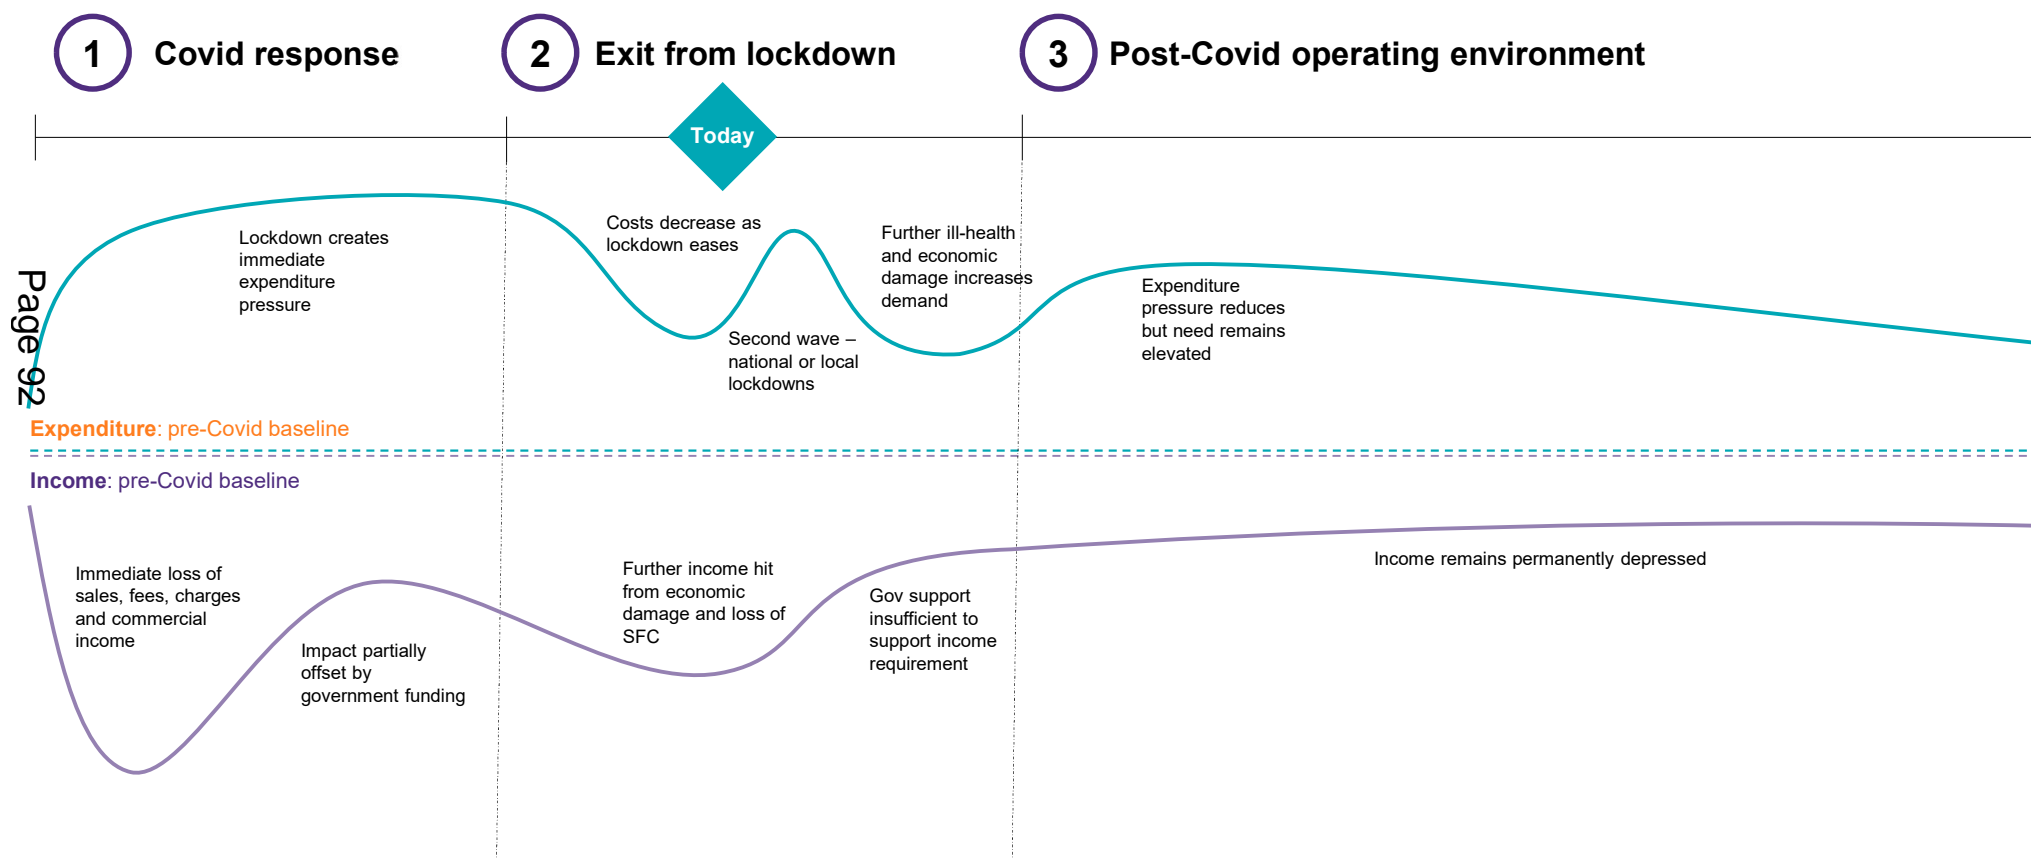 1
Covid response
2
Exit from lockdown
3
Post-Covid operating environment
Today
Lockdown creates
immediate
expenditure
pressure
Costs decrease as
lockdown eases
Second wave –
national or local
lockdowns
Further ill-health
and economic
damage increases
demand
Expenditure
pressure reduces
but need remains
elevated
Page 92
Expenditure: pre-Covid baseline
Income: pre-Covid baseline
Immediate loss of
sales, fees, charges
and commercial
income
Impact partially
offset by
government funding
Further income hit
from economic
damage and loss of
SFC
Gov support
insufficient to
support income
requirement
Income remains permanently depressed